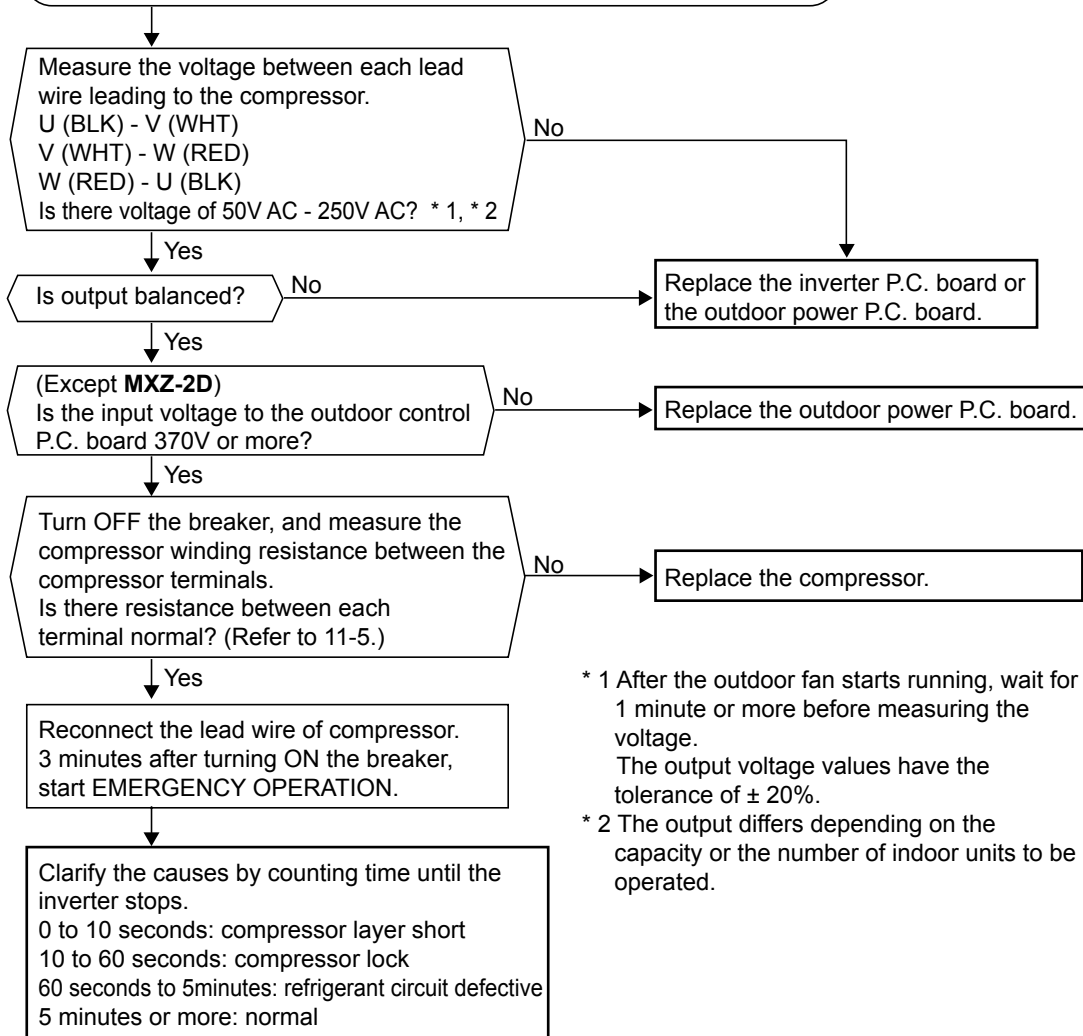 Measure the voltage between each lead
wire leading to the compressor.
U (BLK) - V (WHT)
V (WHT) - W (RED)
W (RED) - U (BLK)
Is there voltage of 50V AC - 250V AC? * 1, * 2
No
Yes
Is output balanced?
No
Replace the inverter P.C. board or
the outdoor power P.C. board.
Yes
(Except MXZ-2D)
Is the input voltage to the outdoor control
P.C. board 370V or more?
No
Replace the outdoor power P.C. board.
Yes
Turn OFF the breaker, and measure the
compressor winding resistance between the
compressor terminals.
Is there resistance between each
terminal normal? (Refer to 11-5.)
No
Replace the compressor.
Yes
Reconnect the lead wire of compressor.
3 minutes after turning ON the breaker,
start EMERGENCY OPERATION.
Clarify the causes by counting time until the
inverter stops.
0 to 10 seconds: compressor layer short
10 to 60 seconds: compressor lock
60 seconds to 5minutes: refrigerant circuit defective
5 minutes or more: normal
* 1 After the outdoor fan starts running, wait for
1 minute or more before measuring the
voltage.
The output voltage values have the
tolerance of ± 20%.
* 2 The output differs depending on the
capacity or the number of indoor units to be
operated.